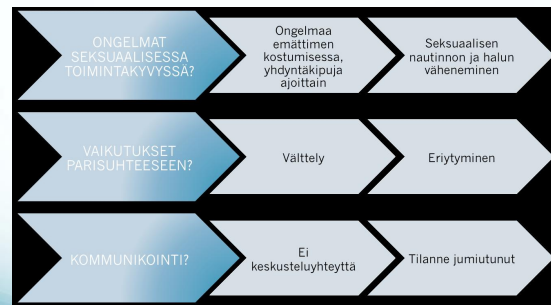 ONGELMAT
SEKSUAALISESSA
TOIMINTAKYVYSSÄ?
Ongelmaa
emättimen
kostumisessa,
yhdyntäkipuja
ajoittain
Seksuaalisen
nautinnon ja halun
väheneminen
VAIKUTUKSET
PARISUHTEESEEN?
Välttely
Eriytyminen
KOMMUNIKOINTI?
Ei
keskusteluyhteyttä
Tilanne jumiutunut